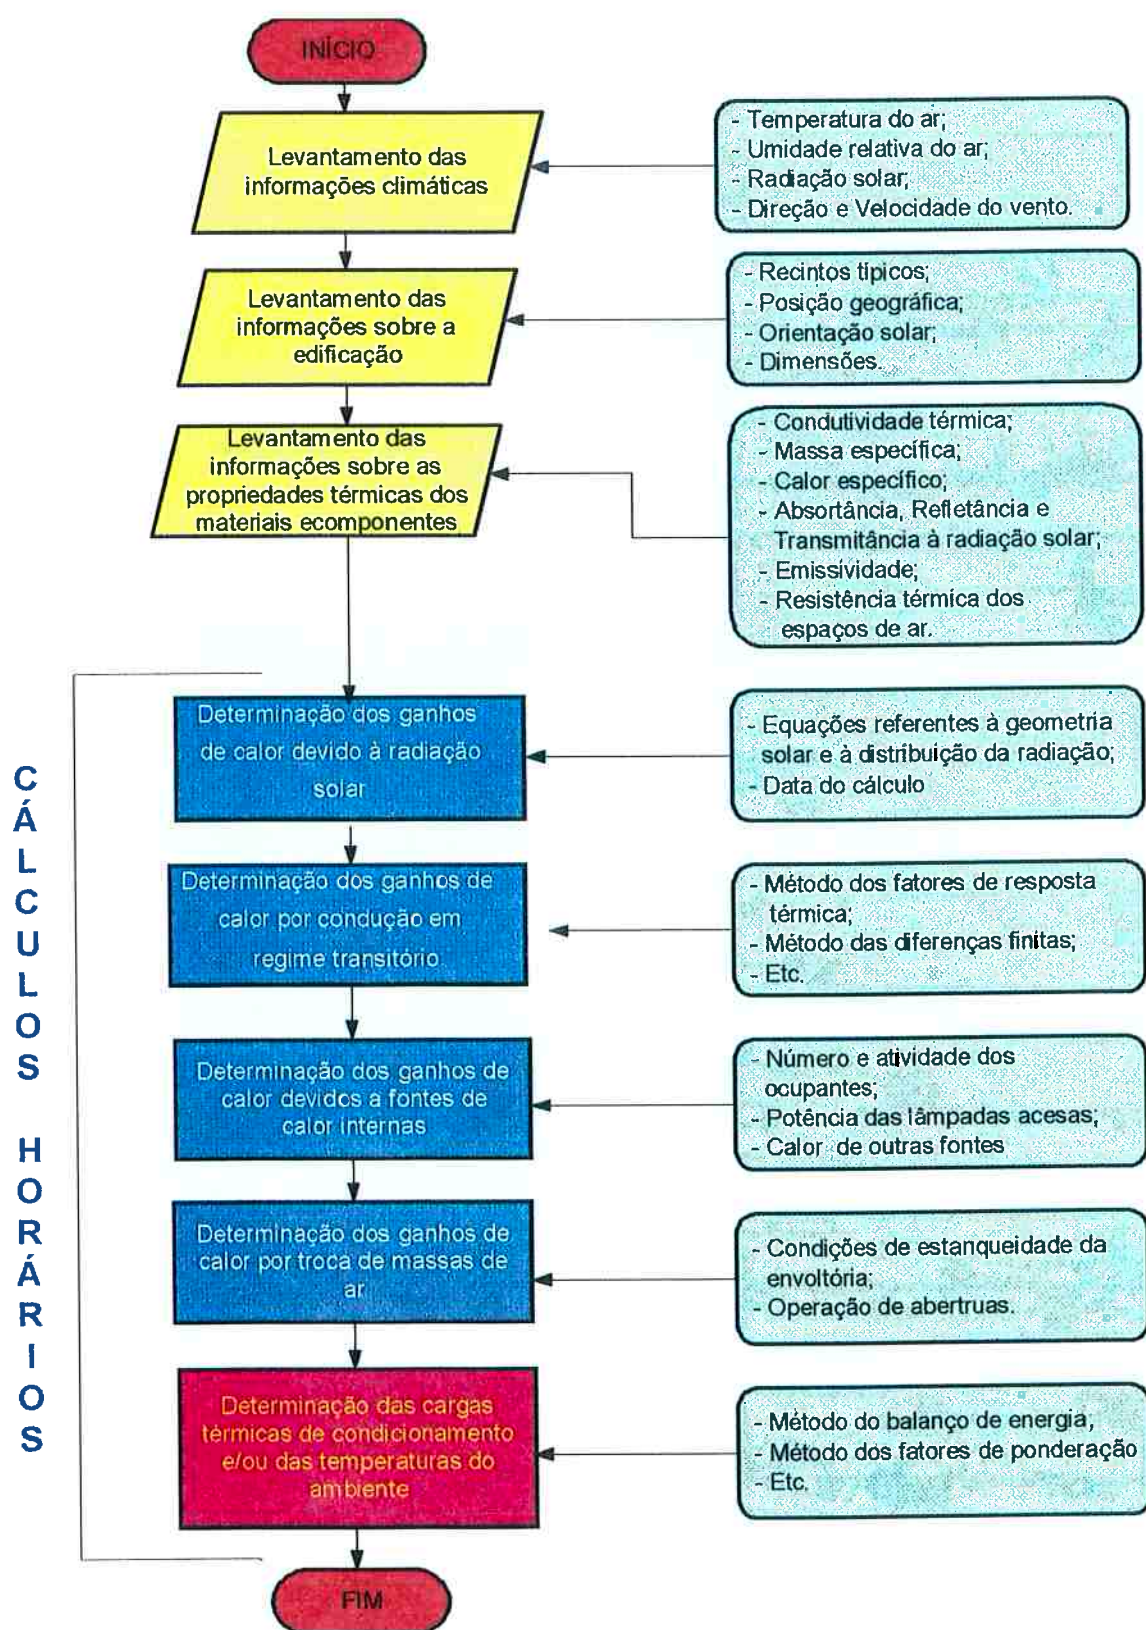 INÍCIO
Levantamento das
informações climáticas
- Temperatura do ar;
- Umidade relativa do ar;
- Radiação solar;
- Direção e Velocidade do vento.
Levantamento das
informações sobre a
edificação
- Recintos típicos;
- Posição geográfica;
- Orientação solar;
- Dimensões.
Levantamento das
informações sobre as
propriedades térmicas dos
materiais ecomponentes
- Condutividade térmica;
- Massa específica;
- Calor específico;
- Absortância, Refletância e
Transmitância à radiação solar;
- Emissívidade;
- Resistência térmica dos
espaços de ar.
CÁLCULOS HORÁRIOS
Determinação dos ganhos
de calor devido à radiação
solar
- Equações referentes à geometria
solar e à distribuição da radiação;
- Data do cálculo
Determinação dos ganhos de
calor por condução em
regime transitório
- Método dos fatores de resposta
térmica;
- Método das diferenças finitas;
- Etc.
Determinação dos ganhos de
calor devidos a fontes de
calor internas
- Número e atividade dos
ocupantes;
- Potência das lâmpadas acesas;
- Calor de outras fontes
Determinação dos ganhos de
calor por troca de massas de
ar
- Condições de estanqueidade da
envoltória;
- Operação de abertruas.
Determinação das cargas
térmicas de condicionamento
e/ou das temperaturas do
ambiente
- Método do balanço de energia;
- Método dos fatores de ponderação
- Etc.
FIM